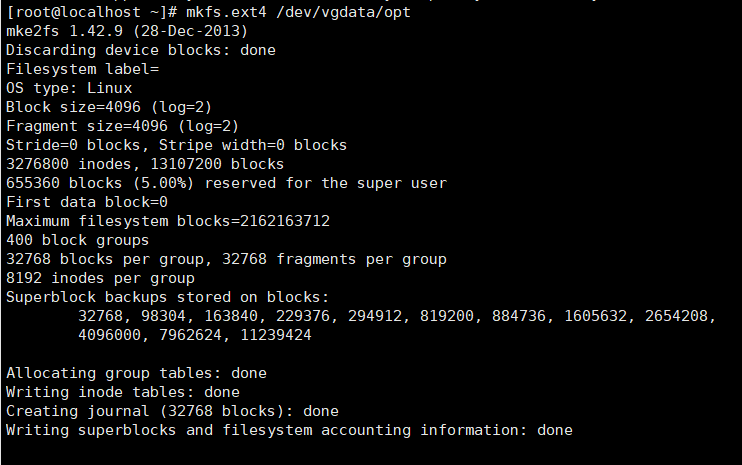 [root@localhost ~]# mkfs.ext4 /dev/vgdata/opt
mke2fs 1.42.9 (28-Dec-2013)
Discarding device blocks: done
Filesystem label=
OS type: Linux
Block size=4096 (log=2)
Fragment size=4096 (log=2)
Stride=0 blocks, Stripe width=0 blocks
3276800 inodes, 13107200 blocks
655360 blocks (5.00%) reserved for the super user
First data block=0
Maximum filesystem blocks=2162163712
400 block groups
32768 blocks per group, 32768 fragments per group
8192 inodes per group
Superblock backups stored on blocks:
32768, 98304, 163840, 229376, 294912, 819200, 884736, 1605632, 2654208,
4096000, 7962624, 11239424
Allocating group tables: done
Writing inode tables: done
Creating journal (32768 blocks): done
Writing superblocks and filesystem accounting information: done